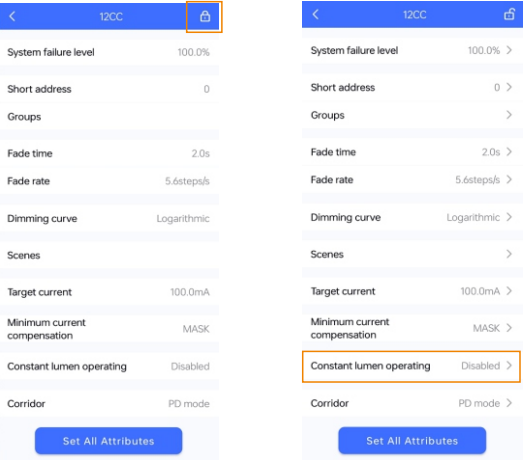 12CC
System failure level 100.0%
Short address 0
Groups
Fade time 2.0s
Fade rate 5.6steps/s
Dimming curve Logarithmic
Scenes
Target current 100.0mA
Minimum current
compensation MASK
Constant lumen operating Disabled
Corridor PD mode
Set All Attributes
12CC
System failure level 100.0%
Short address 0
Groups
Fade time 2.0s
Fade rate 5.6steps/s
Dimming curve Logarithmic
Scenes
Target current 100.0mA
Minimum current
compensation MASK
Constant lumen operating Disabled
Corridor PD mode
Set All Attributes